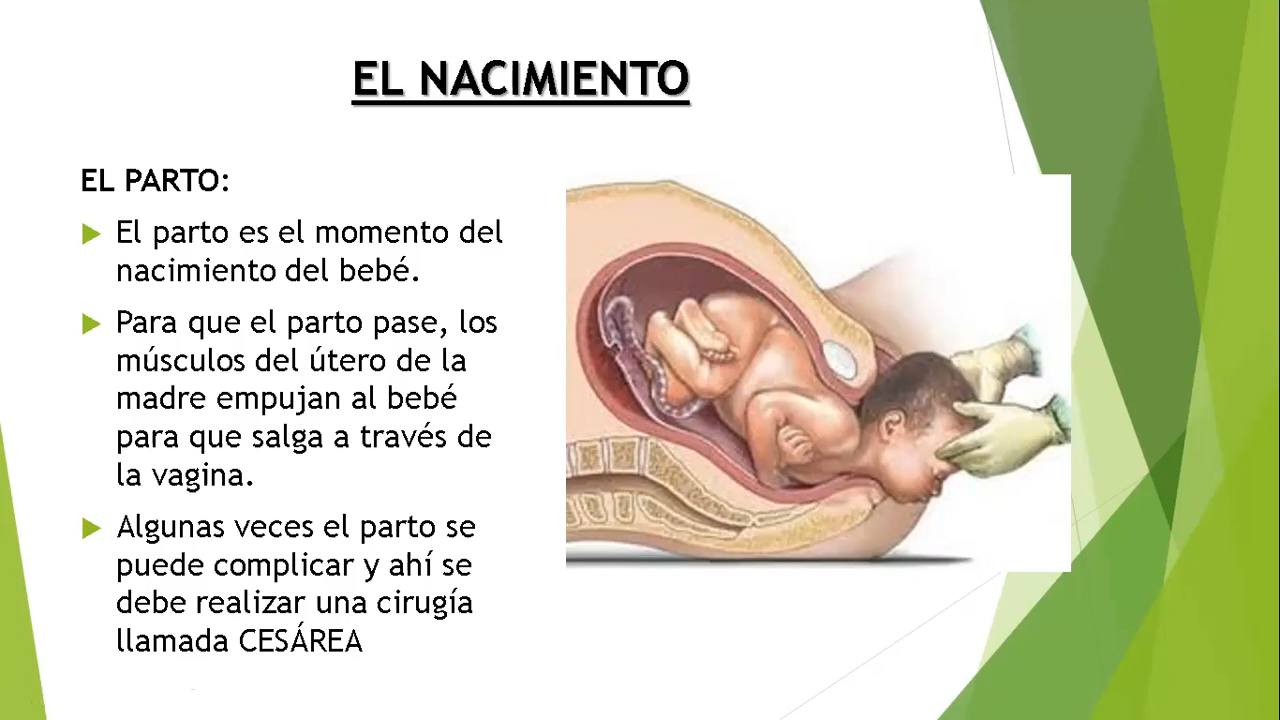 EL NACIMIENTO
EL PARTO:
El parto es el momento del
nacimiento del bebé.
Para que el parto pase, los
músculos del útero de la
madre empujan al bebé
para que salga a través de
la vagina.
Algunas veces el parto se
puede complicar y ahí se
debe realizar una cirugía
llamada CESÁREA